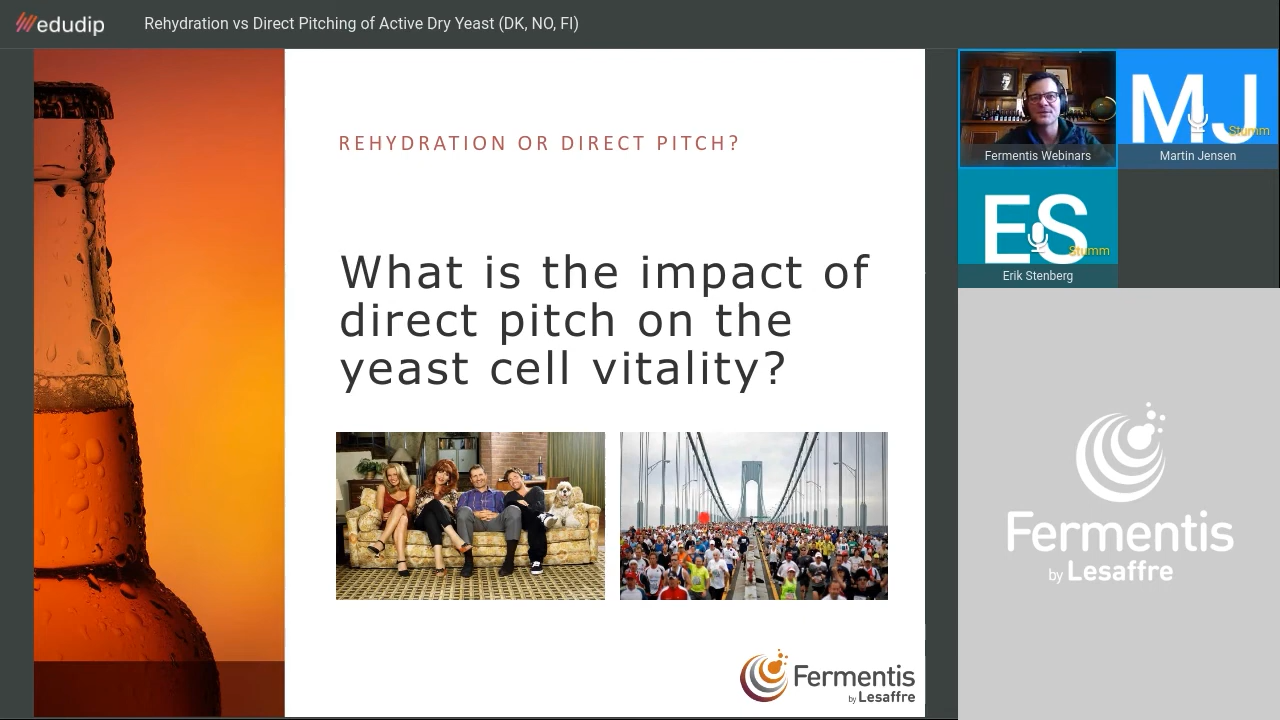 edudip
Rehydration vs Direct Pitching of Active Dry Yeast (DK, NO, FI)
REHYDRATION OR DIRECT PITCH?
What is the impact of
direct pitch on the
yeast cell vitality?
Fermentis
by Lesaffre
Fermentis Webinars
MJ
Stumm
Martin Jensen
ES
Stumm
Erik Stenberg
Fermentis
by Lesaffre